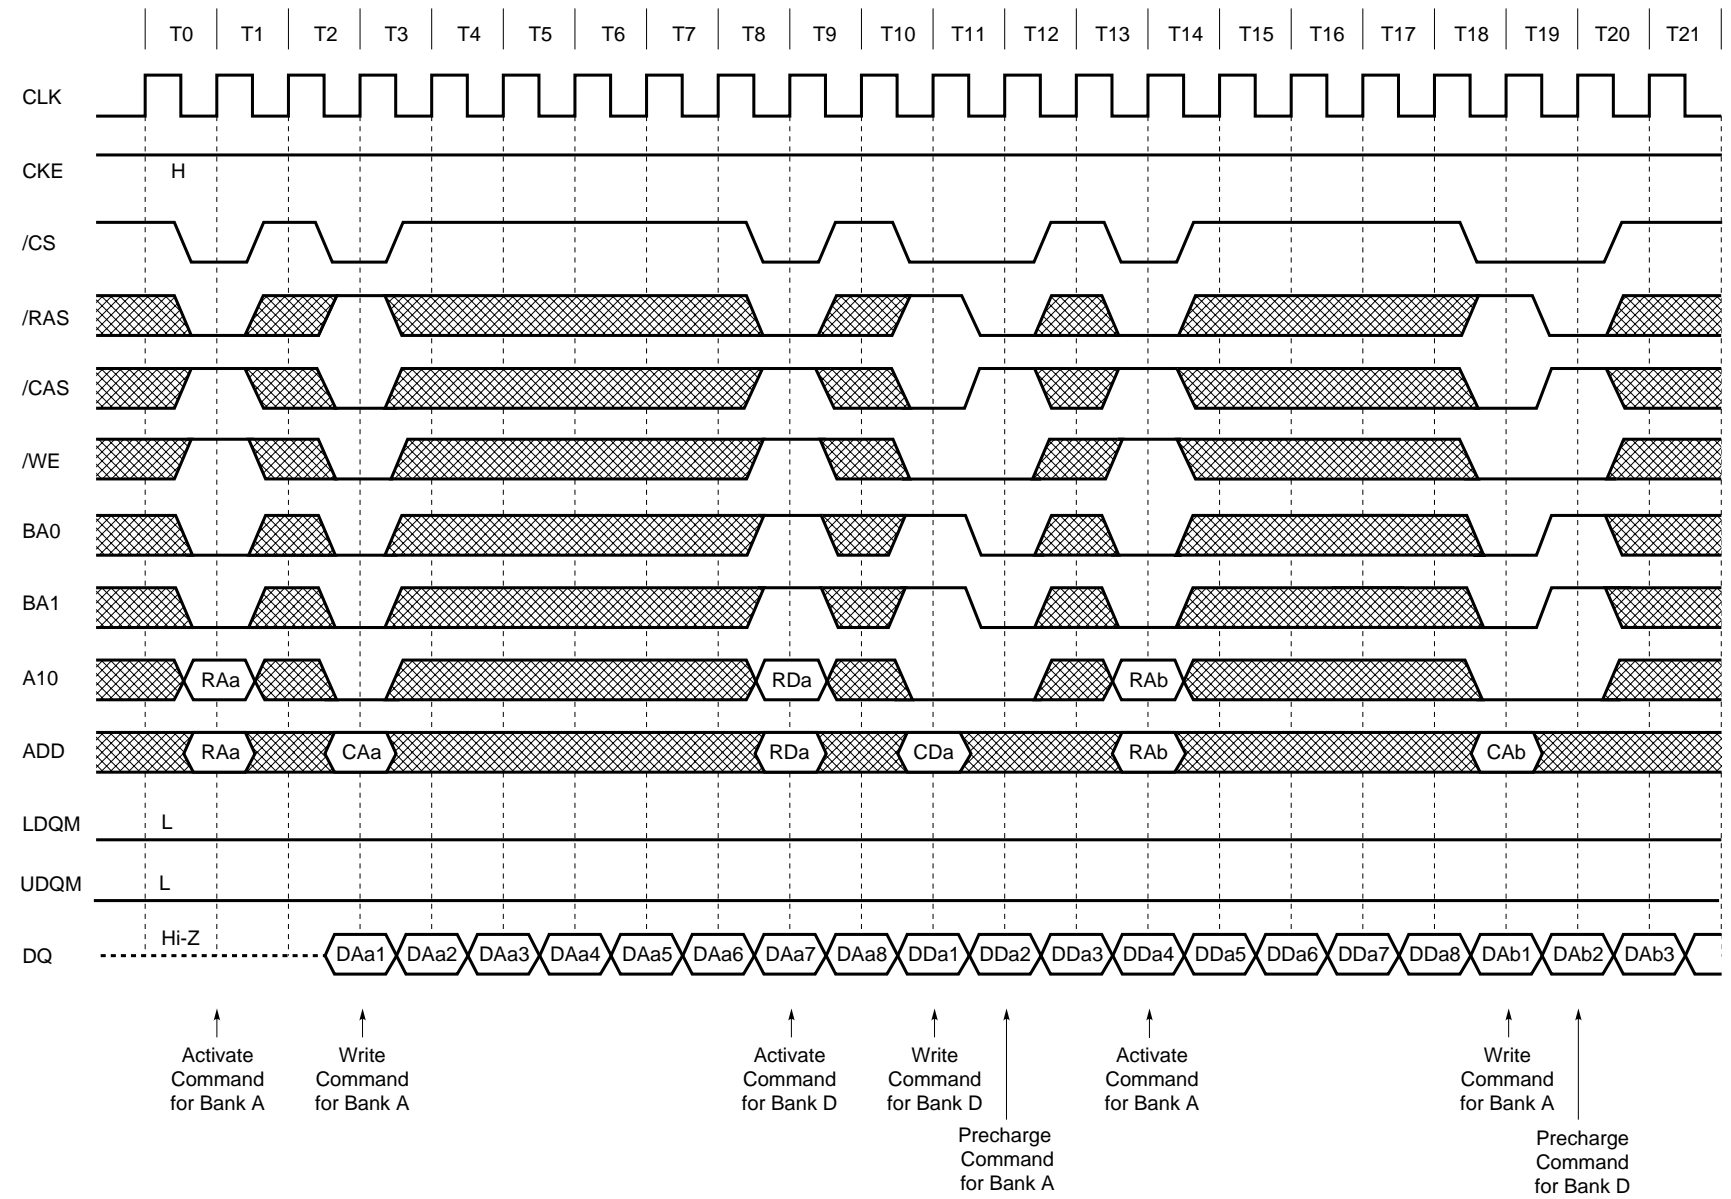 T0 T1 T2 T3 T4 T5 T6 T7 T8 T9 T10 T11 T12 T13 T14 T15 T16 T17 T18 T19 T20 T21
CLK
CKE H
/CS
/RAS
/CAS
/WE
BA0
BA1
A10 RAa RDa RAb
ADD RAa CAa RDa CDa RAb CAb
LDQM L
UDQM L
DQ Hi-Z DAa1 DAa2 DAa3 DAa4 DAa5 DAa6 DAa7 DAa8 DDa1 DDa2 DDa3 DDa4 DDa5 DDa6 DDa7 DDa8 DAb1 DAb2 DAb3
Activate
Command
for Bank A
Write
Command
for Bank A
Activate
Command
for Bank D
Write
Command
for Bank D
Precharge
Command
for Bank A
Activate
Command
for Bank A
Write
Command
for Bank A
Precharge
Command
for Bank D